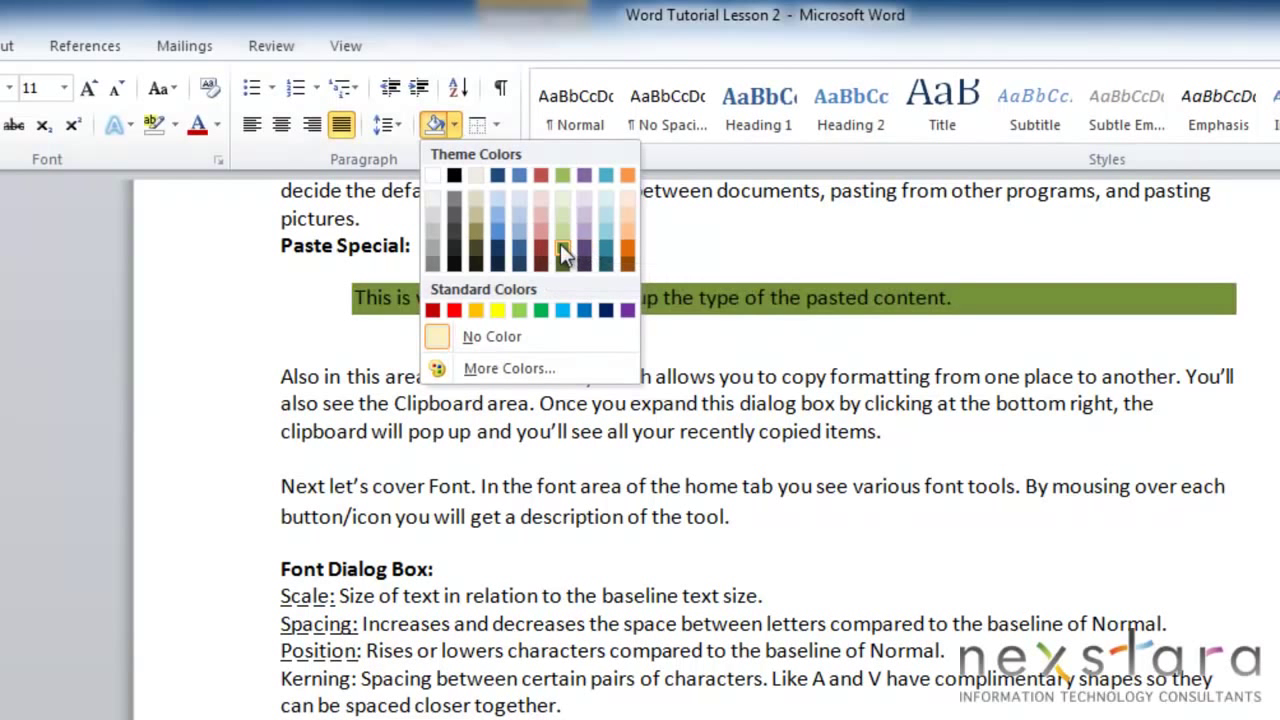 Word Tutorial Lesson 2 - Microsoft Word
ut References Mailings Review View
11 Aa
abc X₂ X² A ab A
AaBbCcDc AaBbCcDc AaBbC AaBbCc AaB AaBbCc. AaBbCcDc AaBbCcDc
¶ Normal ¶ No Spaci... Heading 1 Heading 2 Title Subtitle Subtle Em... Emphasis
Font Paragraph Styles
Theme Colors
decide the defa etween documents, pasting from other programs, and pasting
pictures.
Paste Special:
Standard Colors
This is up the type of the pasted content.
No Color
More Colors...
Also in this area h allows you to copy formatting from one place to another. You'll
also see the Clipboard area. Once you expand this dialog box by clicking at the bottom right, the
clipboard will pop up and you'll see all your recently copied items.
Next let's cover Font. In the font area of the home tab you see various font tools. By mousing over each
button/icon you will get a description of the tool.
Font Dialog Box:
Scale: Size of text in relation to the baseline text size.
Spacing: Increases and decreases the space between letters compared to the baseline of Normal.
Position: Rises or lowers characters compared to the baseline of Normal.
Kerning: Spacing between certain pairs of characters. Like A and V have complimentary shapes so they
can be spaced closer together.
nexstara
INFORMATION TECHNOLOGY CONSULTANTS